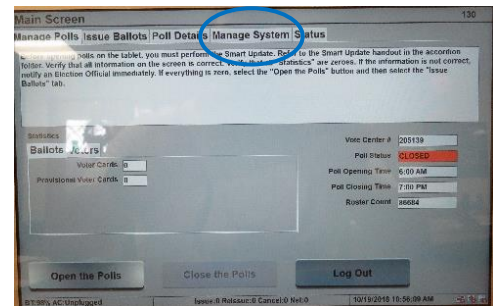 Main Screen
130
Manage Polls Issue Ballots Poll Details Manage System Status
opening polls on the tablet, you must perform the Smart Update. Refer to the Smart Update handout in the accordion
folder. Verify that all information on the screen is correct. Verify that "Statistics" are zeroes. If the information is not correct,
notify an Election Official immediately. If everything is zero, select the "Open the Polls" button and then select the "Issue
Ballots" tab.
Statistics
Ballots Voters
Voter Cards 0
Provisional Voter Cards 0
Vote Center # 205139
Poll Status CLOSED
Poll Opening Time 6:00 AM
Poll Closing Time 7:00 PM
Roster Count 86684
Open the Polls
Close the Polls
Log Out
BT:98% AC:Unplugged
Issue:0 Reissue:0 Cancel:0 Net:0
10/19/2018 10:56:09 AM